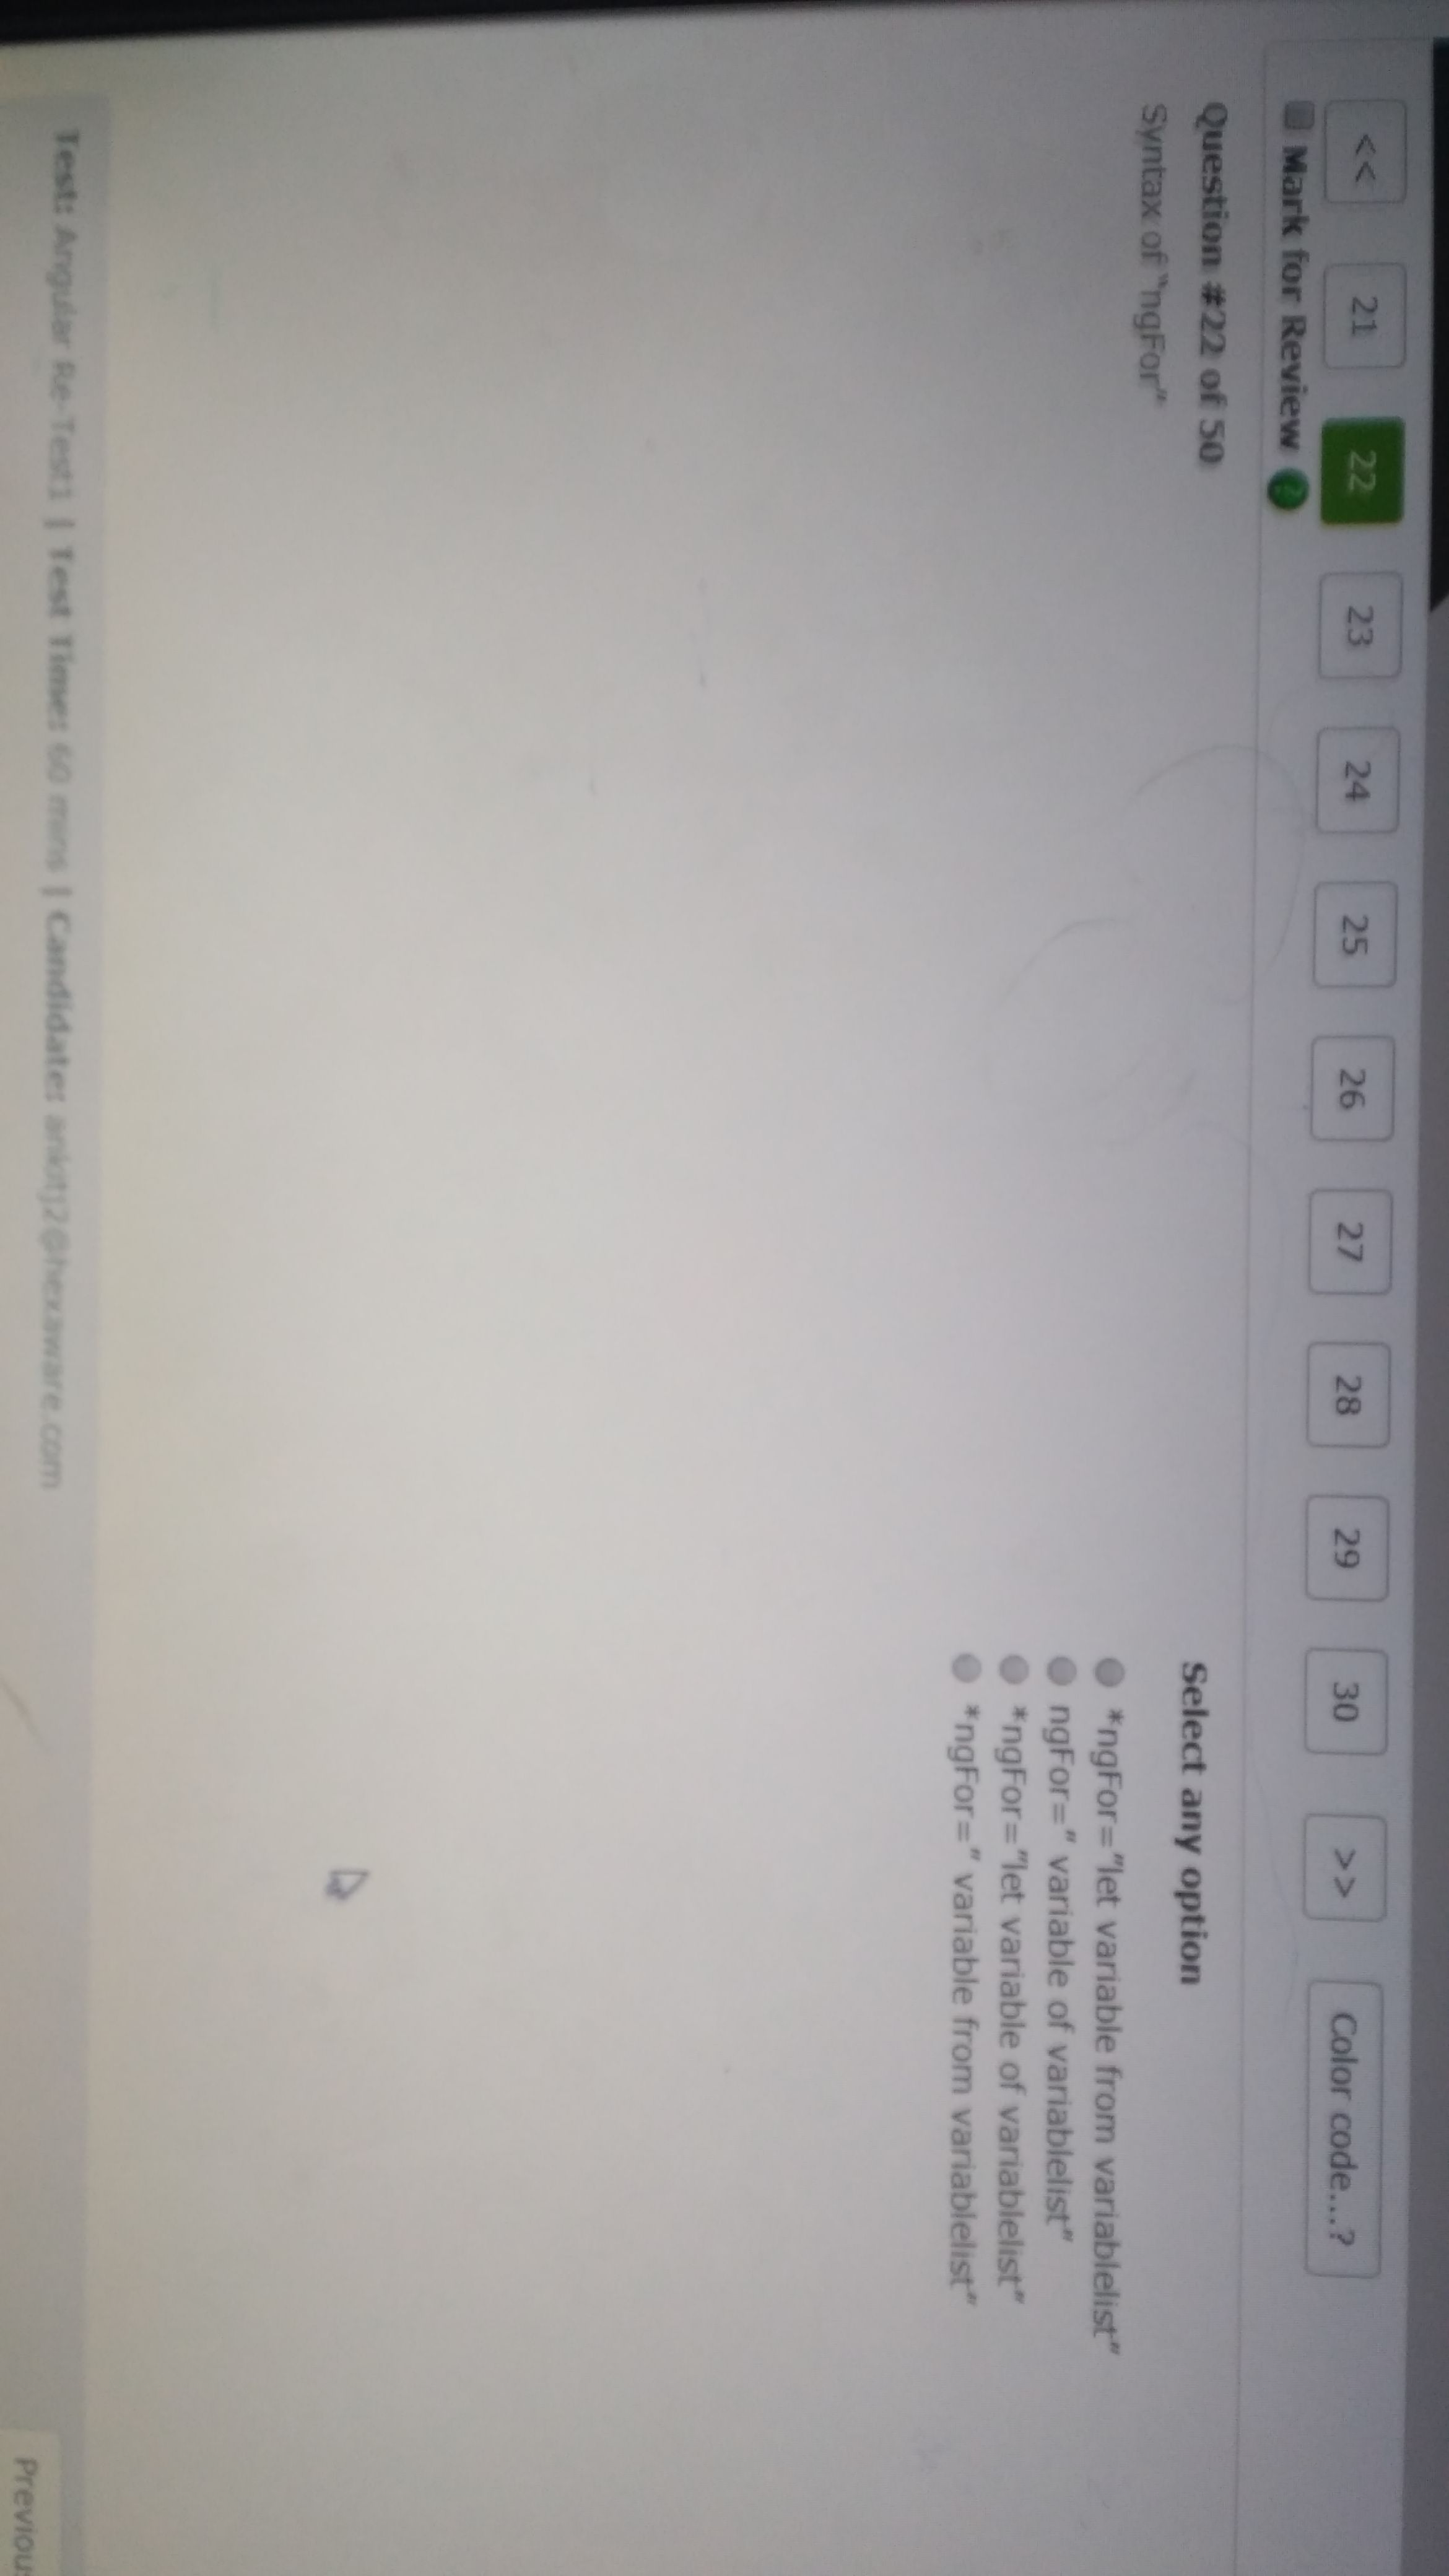 << 21 22 23 24 25 26 27 28 29 30 >> Color code...?
Mark for Review ?
Question #22 of 50
Syntax of "ngFor"
Select any option
*ngFor="let variable from variablelist"
ngFor=" variable of variablelist"
*ngFor="let variable of variablelist"
*ngFor=" variable from variablelist"
Test: Angular Re-Test1 | Test Time: 60 mins | Candidate: ankitj2@hexaware.com
Previous